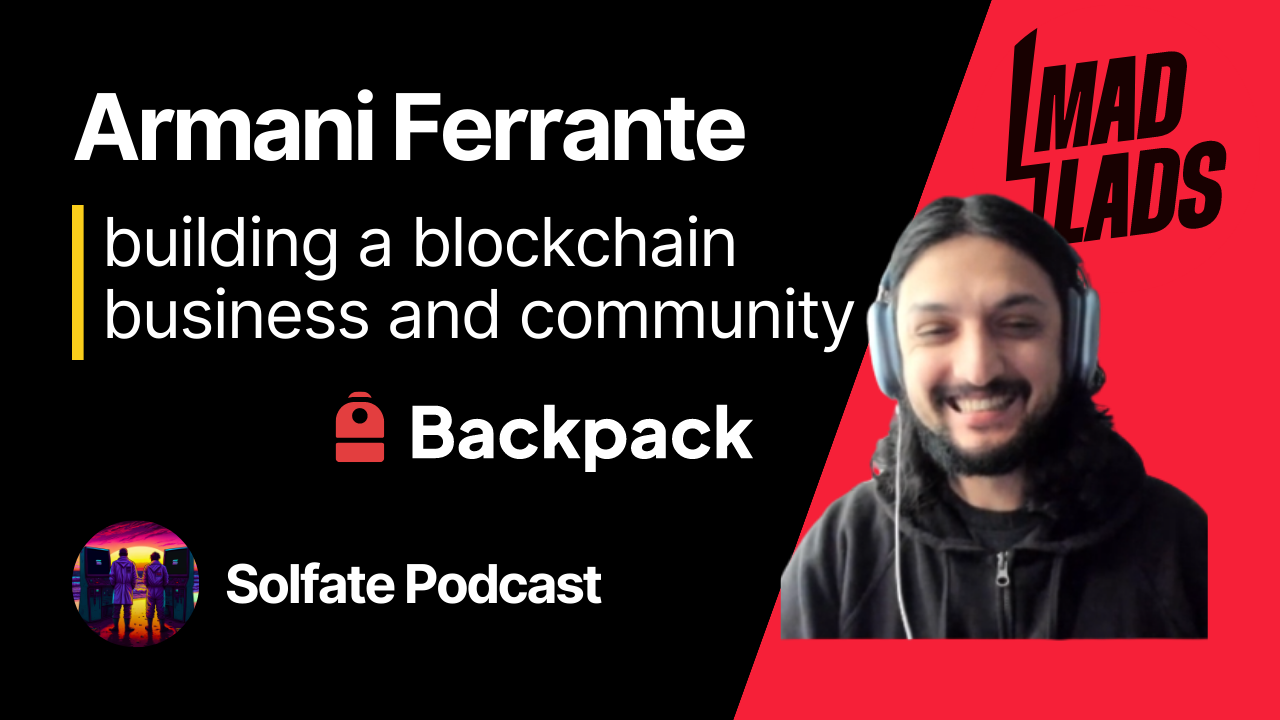 Armani Ferrante
building a blockchain
business and community
Backpack
Solfate Podcast
MAD
LADS